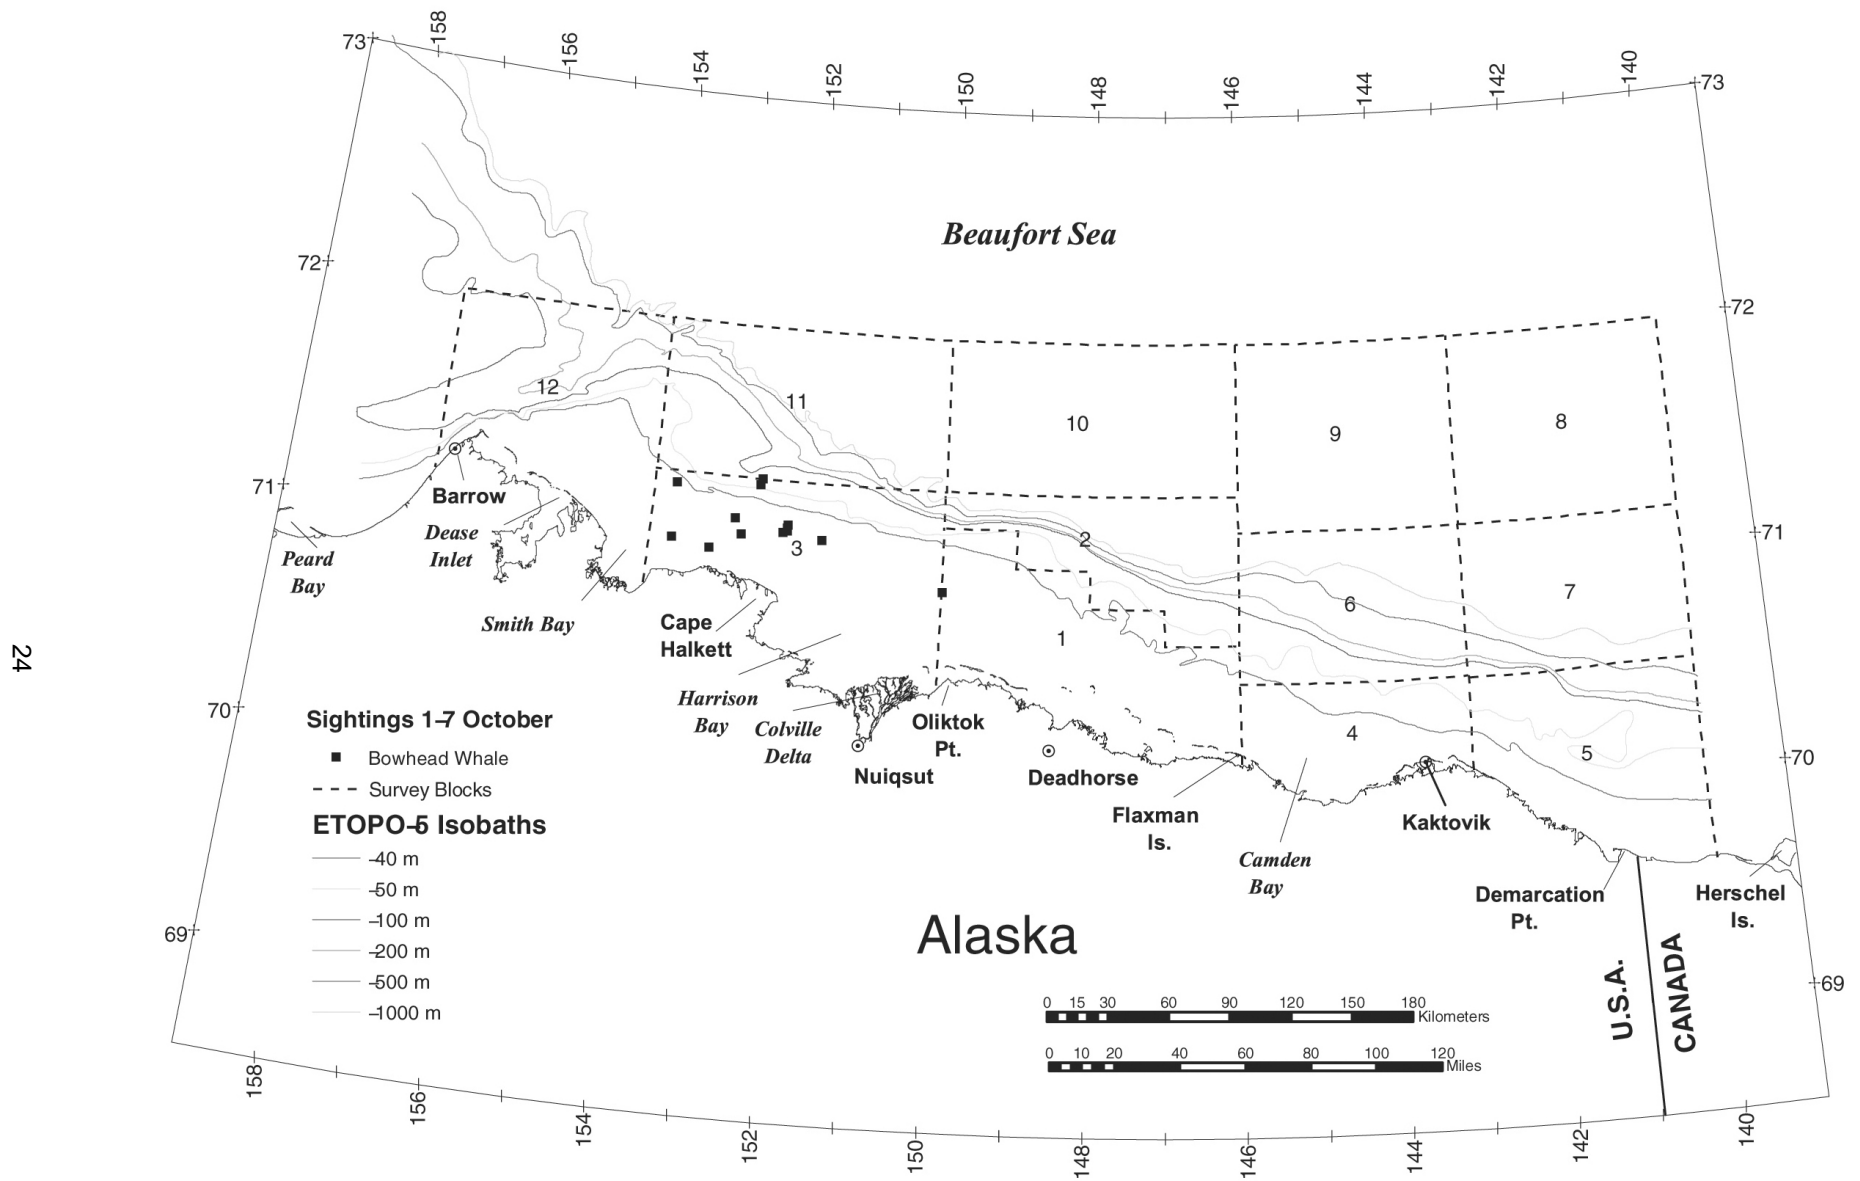 158
156
154
152
150
148
146
144
142
140
73
73
72
72
71
71
70
70
69
69
Beaufort Sea
12
11
10
9
8
3
2
6
7
1
4
5
Barrow
Dease
Inlet
Peard
Bay
Smith Bay
Cape
Halkett
Harrison
Bay
Colville
Delta
Nuiqsut
Oliktok
Pt.
Deadhorse
Flaxman
Is.
Camden
Bay
Kaktovik
Demarcation
Pt.
Herschel
Is.
24
Sightings 1–7 October
Bowhead Whale
Survey Blocks
ETOPO–5 Isobaths
–40 m
–50 m
–100 m
–200 m
–500 m
–1000 m
Alaska
U.S.A.
CANADA
0 15 30 60 90 120 150 180
Kilometers
0 10 20 40 60 80 100 120
Miles
158
156
154
152
150
148
146
144
142
140